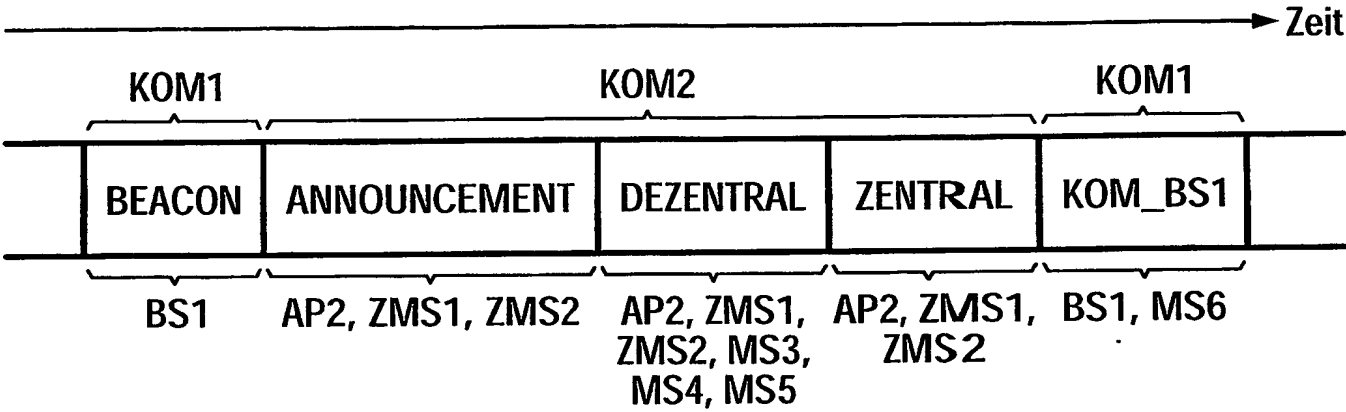 Zeit
KOM1 KOM2 KOM1
BEACON ANNOUNCEMENT DEZENTRAL ZENTRAL KOM_BS1
BS1 AP2, ZMS1, ZMS2 AP2, ZMS1, AP2, ZMS1, BS1, MS6
ZMS2, MS3, ZMS2
MS4, MS5